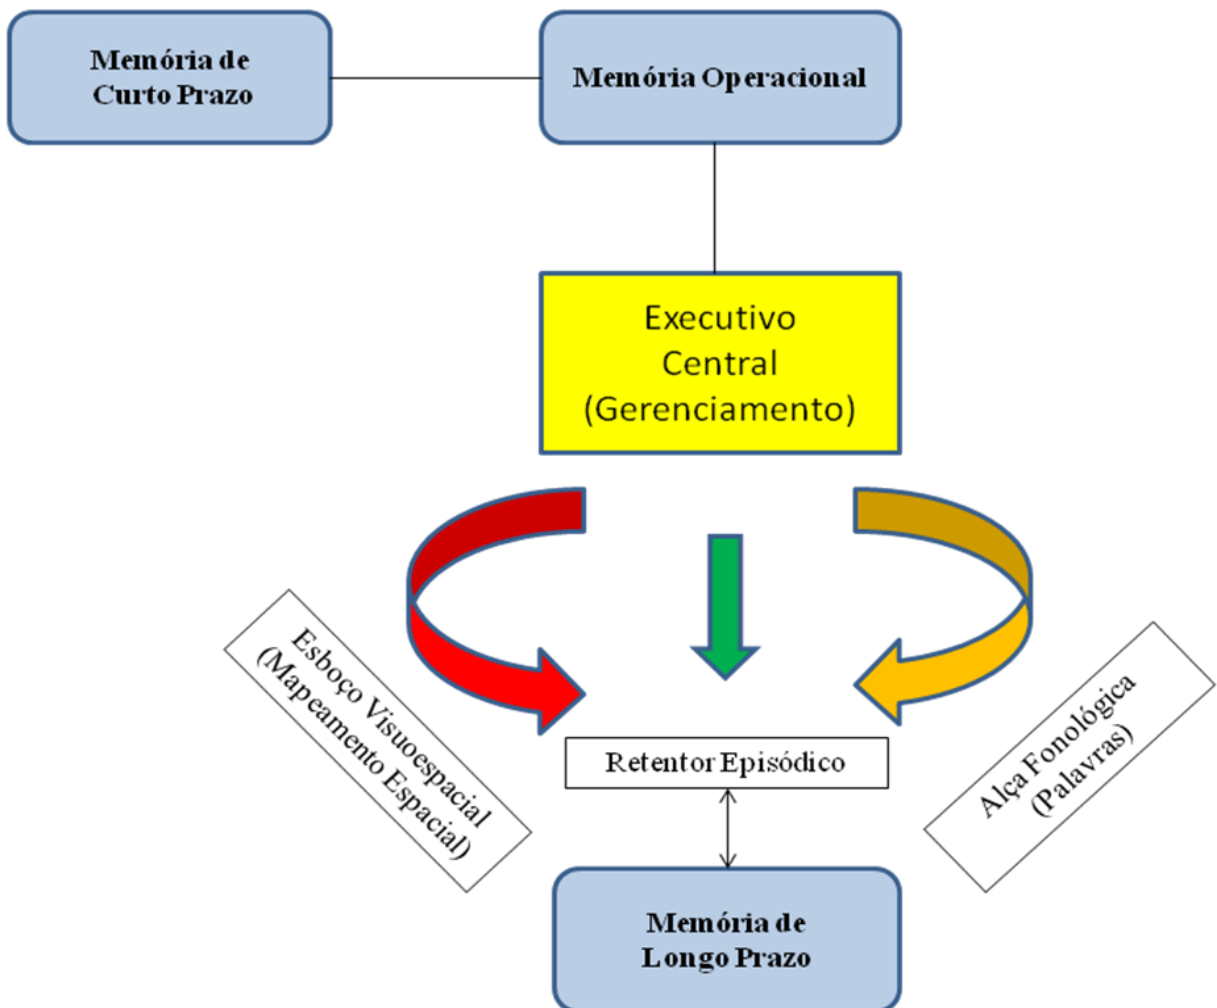 Memória de
Curto Prazo
Memória Operacional
Executivo
Central
(Gerenciamento)
Esboço Visuoespacial
(Mapeamento Espacial)
Retentor Episódico
Alça Fonológica
(Palavras)
Memória de
Longo Prazo